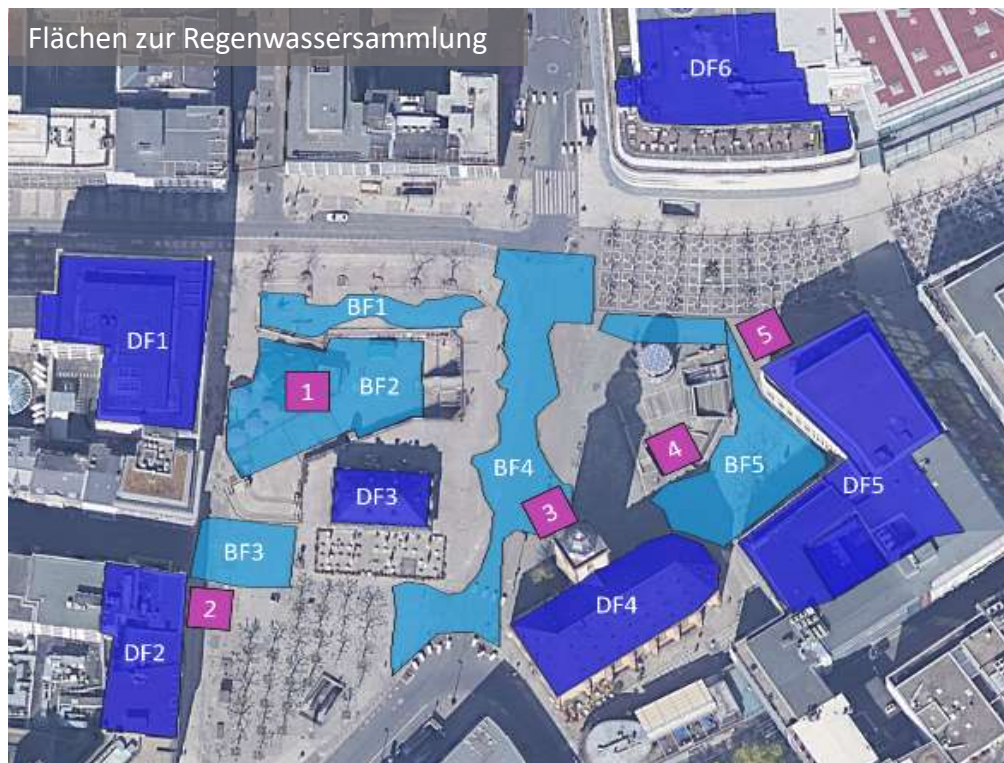 Flächen zur Regenwassersammlung
DF6
BF1
DF1
5
1
BF2
4
BF4
BF5
DF3
DF5
3
BF3
DF4
2
DF2